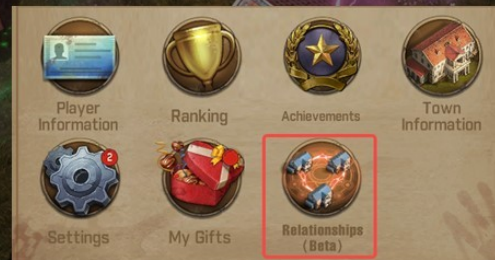 Player
Information
Ranking
Achievements
Town
Information
2
Settings
My Gifts
Relationships
(Beta)